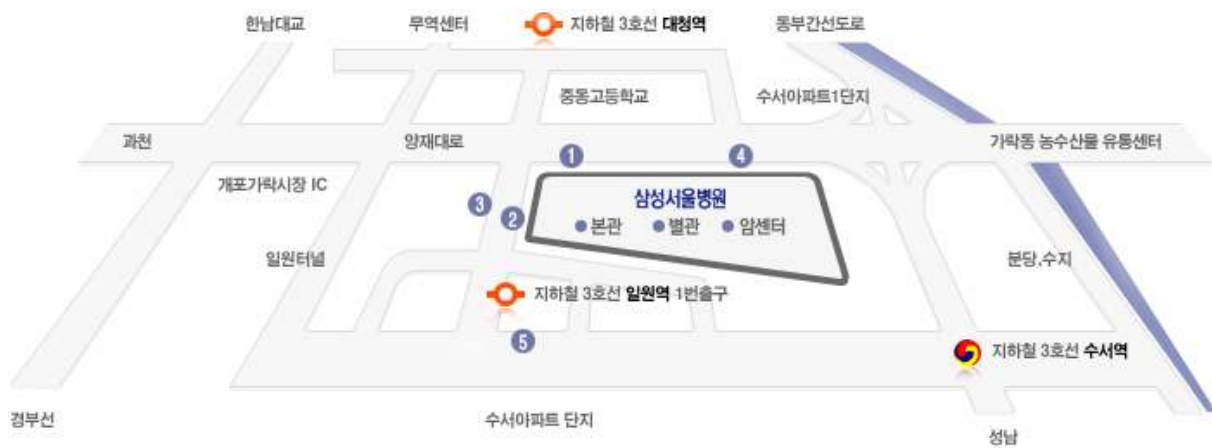 한남대교
무역센터
지하철 3호선 대청역
동부간선도로
중동고등학교
수서아파트1단지
과천
양재대로
가락동 농수산물 유통센터
1
4
개포가락시장 IC
삼성서울병원
3
2
본관
별관
암센터
일원터널
분당,수지
지하철 3호선 일원역 1번출구
5
지하철 3호선 수서역
경부선
수서아파트 단지
성남